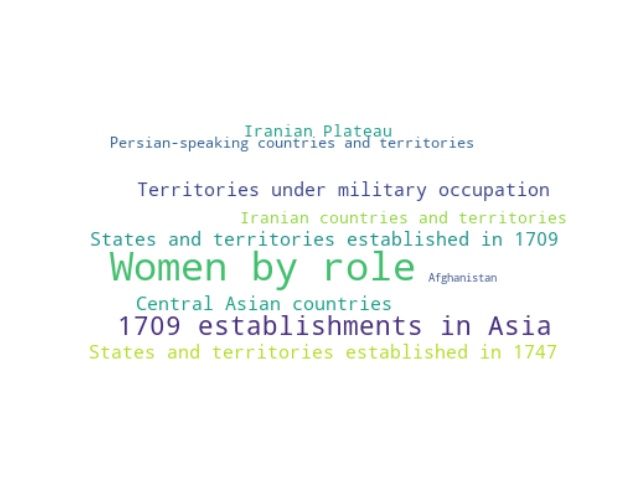 Iranian Plateau
Persian-speaking countries and territories
Territories under military occupation
Iranian countries and territories
States and territories established in 1709
Women by role
Afghanistan
Central Asian countries
1709 establishments in Asia
States and territories established in 1747